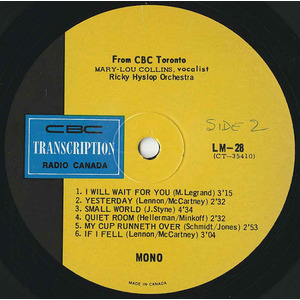 From CBC Toronto
MARY-LOU COLLINS, vocalist
Ricky Hyslop Orchestra
SIDE 2
CBC
TRANSCRIPTION
RADIO CANADA
LM-28
(CT-35410)
1. I WILL WAIT FOR YOU (M.Legrand) 3'15
2. YESTERDAY (Lennon/McCartney) 2'32
3. SMALL WORLD (J.Styne) 4'34
4. QUIET ROOM (Hellerman/Minkoff) 2'32
5. MY CUP RUNNETH OVER (Schmidt/Jones) 2'53
6. IF I FELL (Lennon/McCartney) 3'04
MONO
MADE IN CANADA